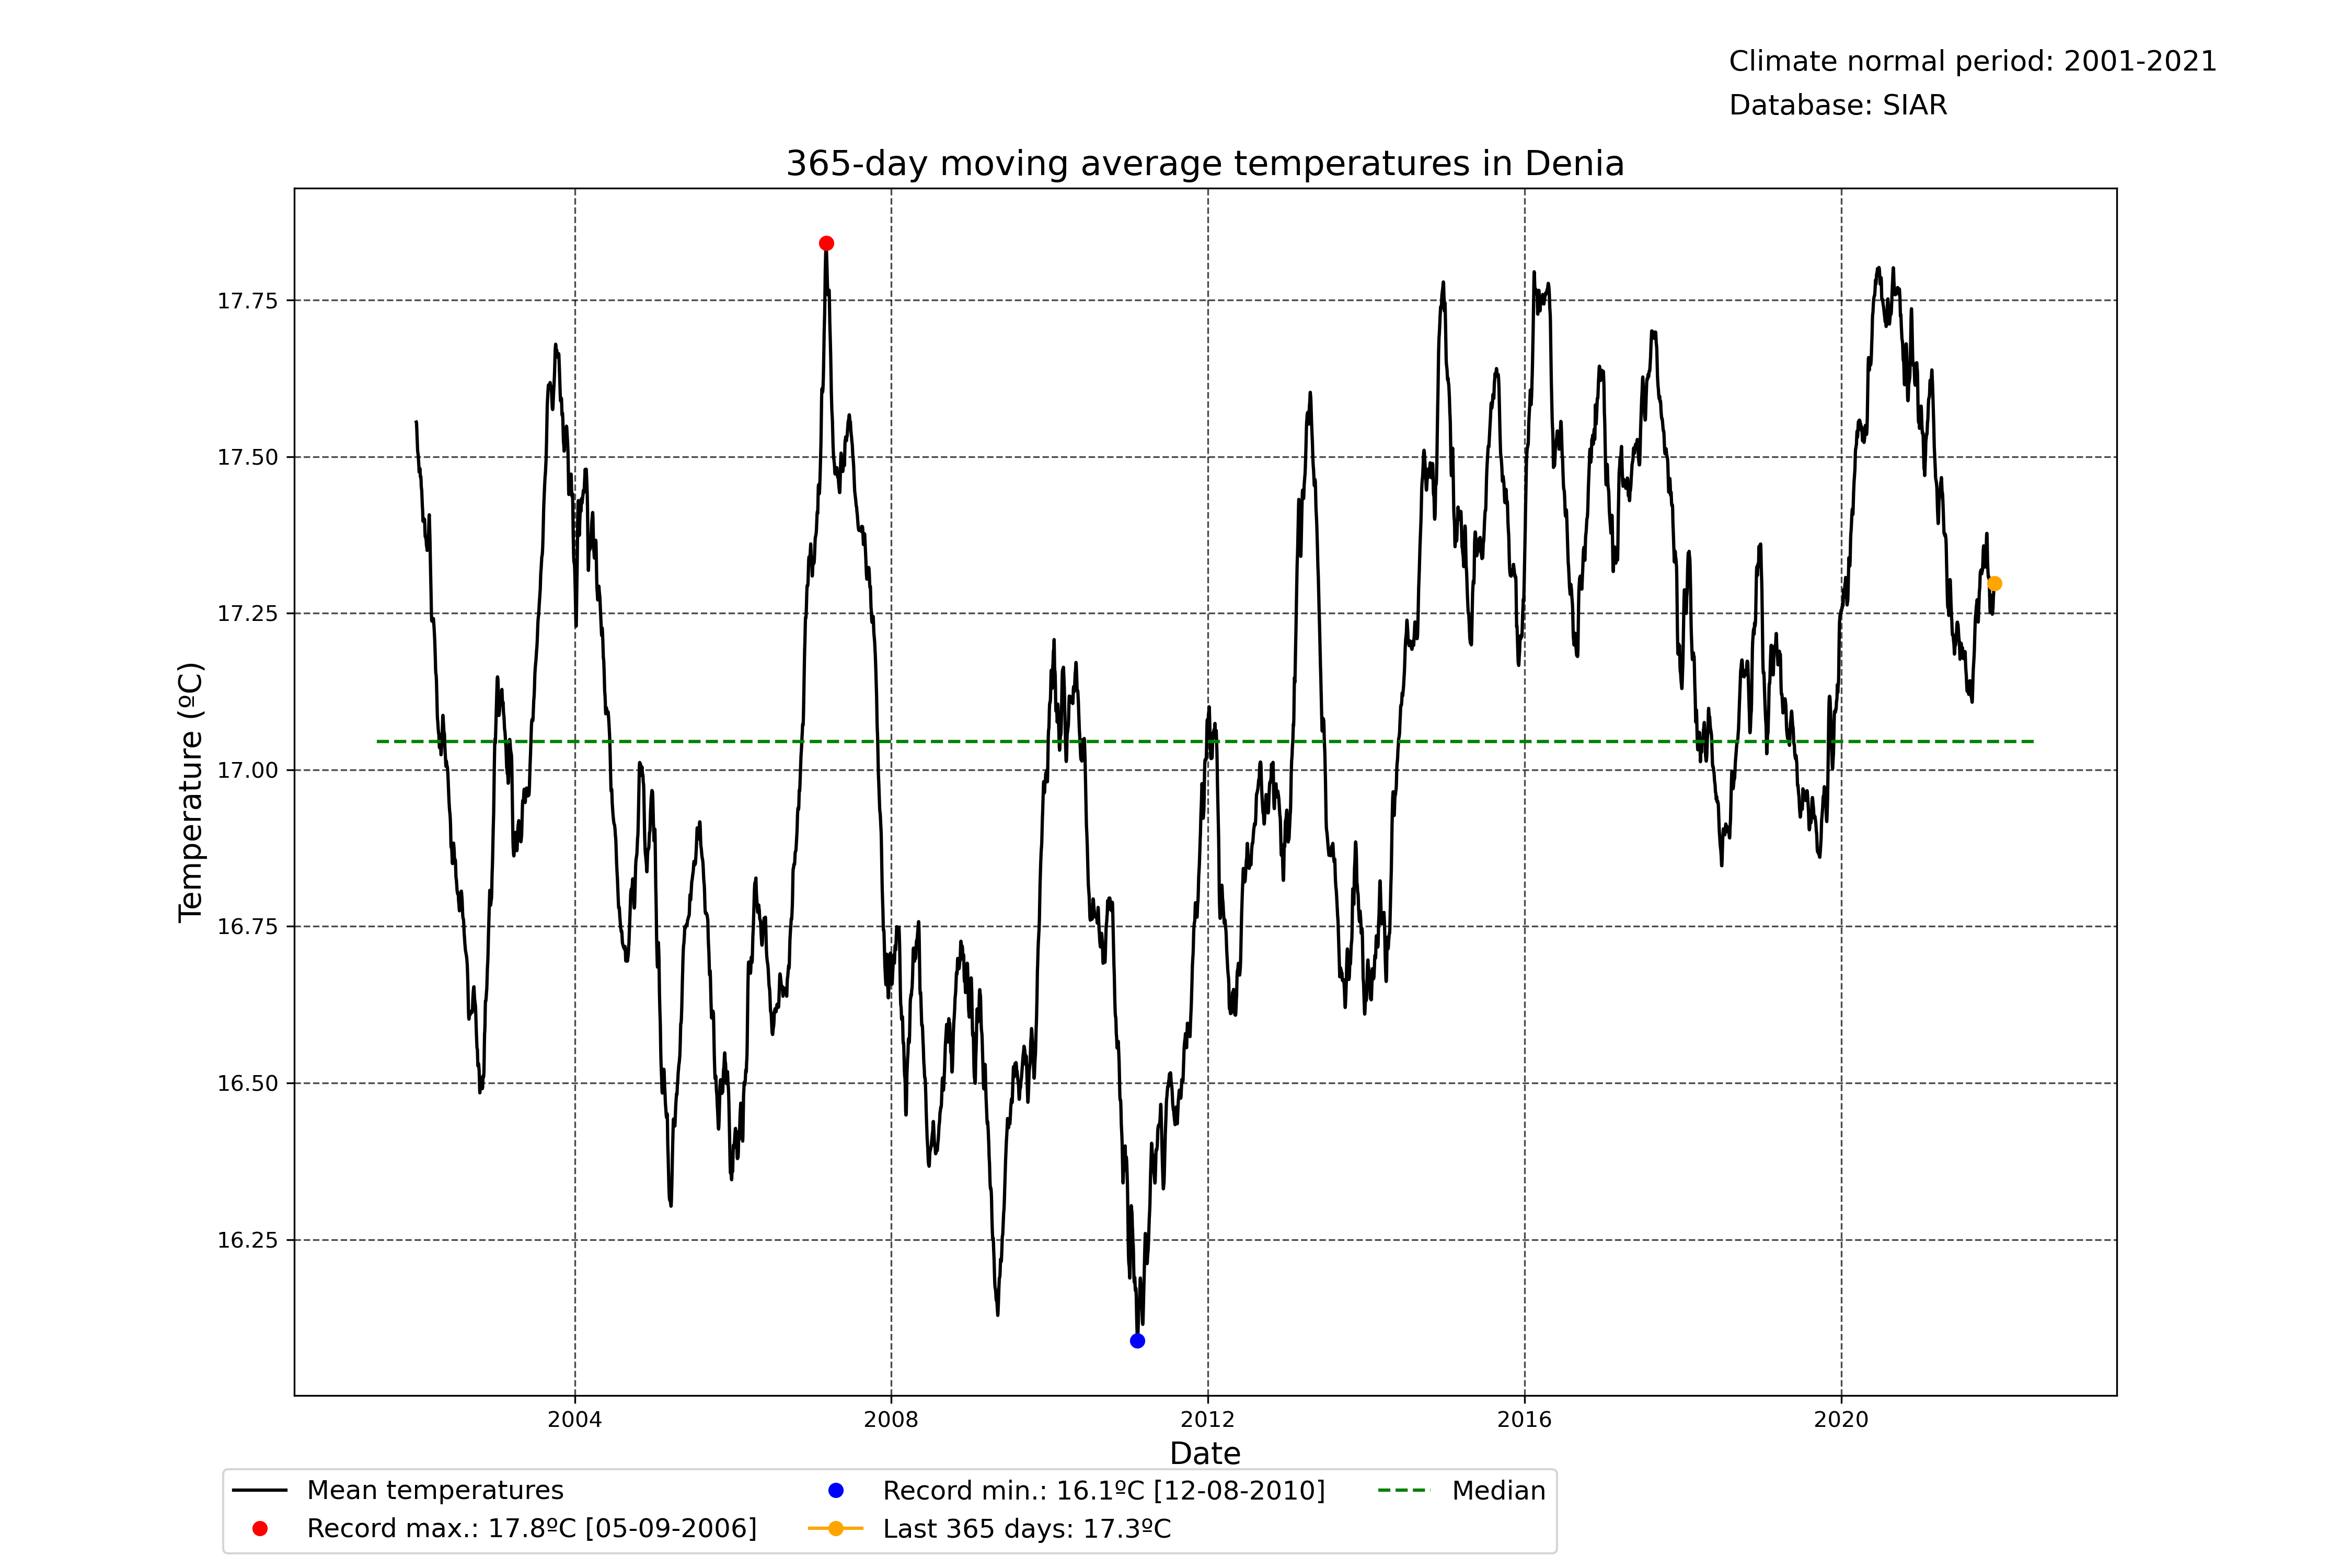 Climate normal period: 2001-2021
Database: SIAR
365-day moving average temperatures in Denia
17.75
17.50
17.25
17.00
16.75
16.50
16.25
Temperature (ºC)
2004 2008 2012 2016 2020
Date
Mean temperatures
Record max.: 17.8ºC [05-09-2006]
Record min.: 16.1ºC [12-08-2010]
Last 365 days: 17.3ºC
Median